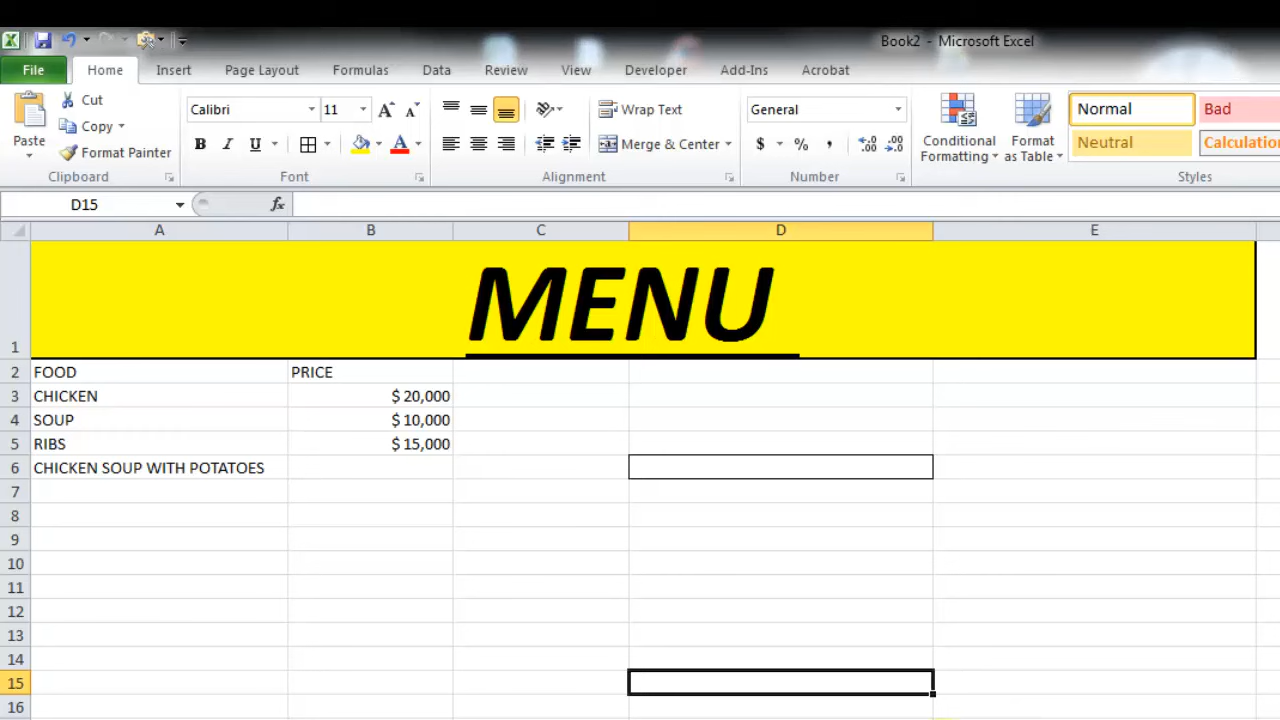 Book2 - Microsoft Excel
File Home Insert Page Layout Formulas Data Review View Developer Add-Ins Acrobat
Paste
Cut
Copy
Format Painter
Clipboard
Calibri 11
B I U
Font
Wrap Text
Merge & Center
Alignment
General
$ % ,
Number
Conditional Formatting
Format as Table
Normal Bad
Neutral Calculatio
Styles
D15 fx
A B C D E
1 MENU
2 FOOD PRICE
3 CHICKEN $ 20,000
4 SOUP $ 10,000
5 RIBS $ 15,000
6 CHICKEN SOUP WITH POTATOES
7
8
9
10
11
12
13
14
15
16